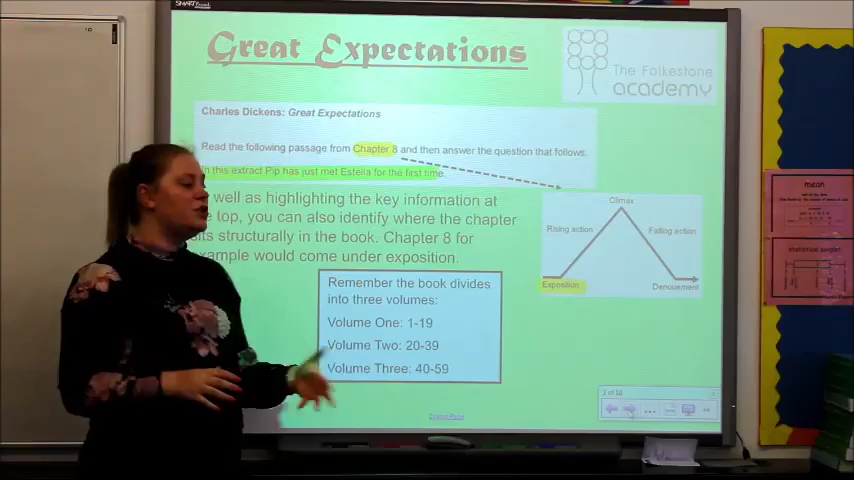 SMART
Great Expectations
The Folkestone
academy
Charles Dickens: Great Expectations
Read the following passage from Chapter 8 and then answer the question that follows.
In this extract Pip has just met Estella for the first time.
well as highlighting the key information at
top, you can also identify where the chapter
structurally in the book. Chapter 8 for
example would come under exposition.
Climax
Rising action
Falling action
Exposition
Denouement
Remember the book divides
into three volumes:
Volume One: 1-19
Volume Two: 20-39
Volume Three: 40-59
mean